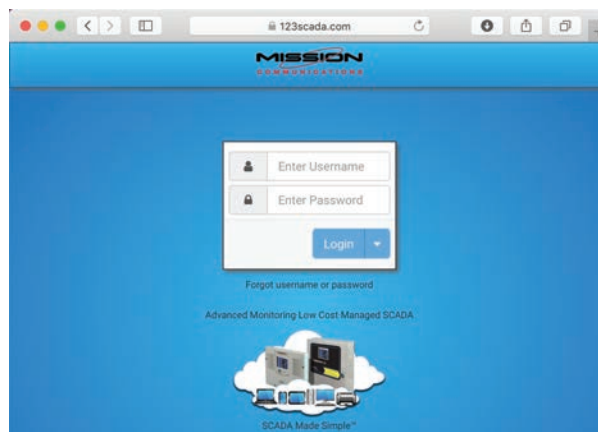 123scada.com
MISSION
COMMUNICATIONS
Enter Username
Enter Password
Login
Forgot username or password
Advanced Monitoring Low Cost Managed SCADA
SCADA Made Simple™